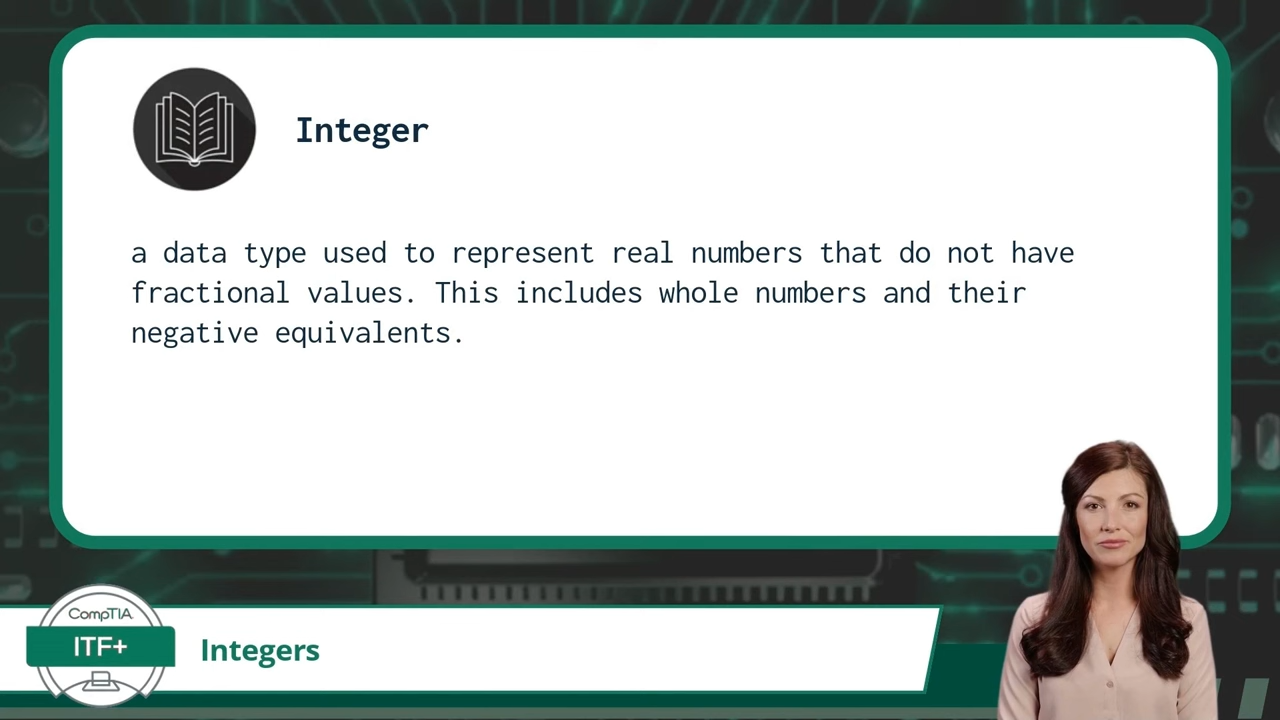 Integer
a data type used to represent real numbers that do not have
fractional values. This includes whole numbers and their
negative equivalents.
CompTIA.
ITF+
Integers